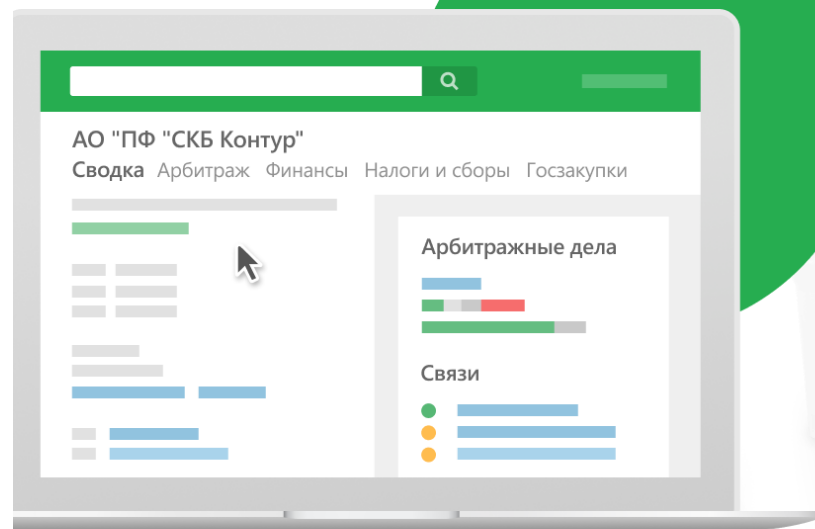 АО "ПФ "СКБ Контур"
Сводка Арбитраж Финансы Налоги и сборы Госзакупки
Арбитражные дела
Связи